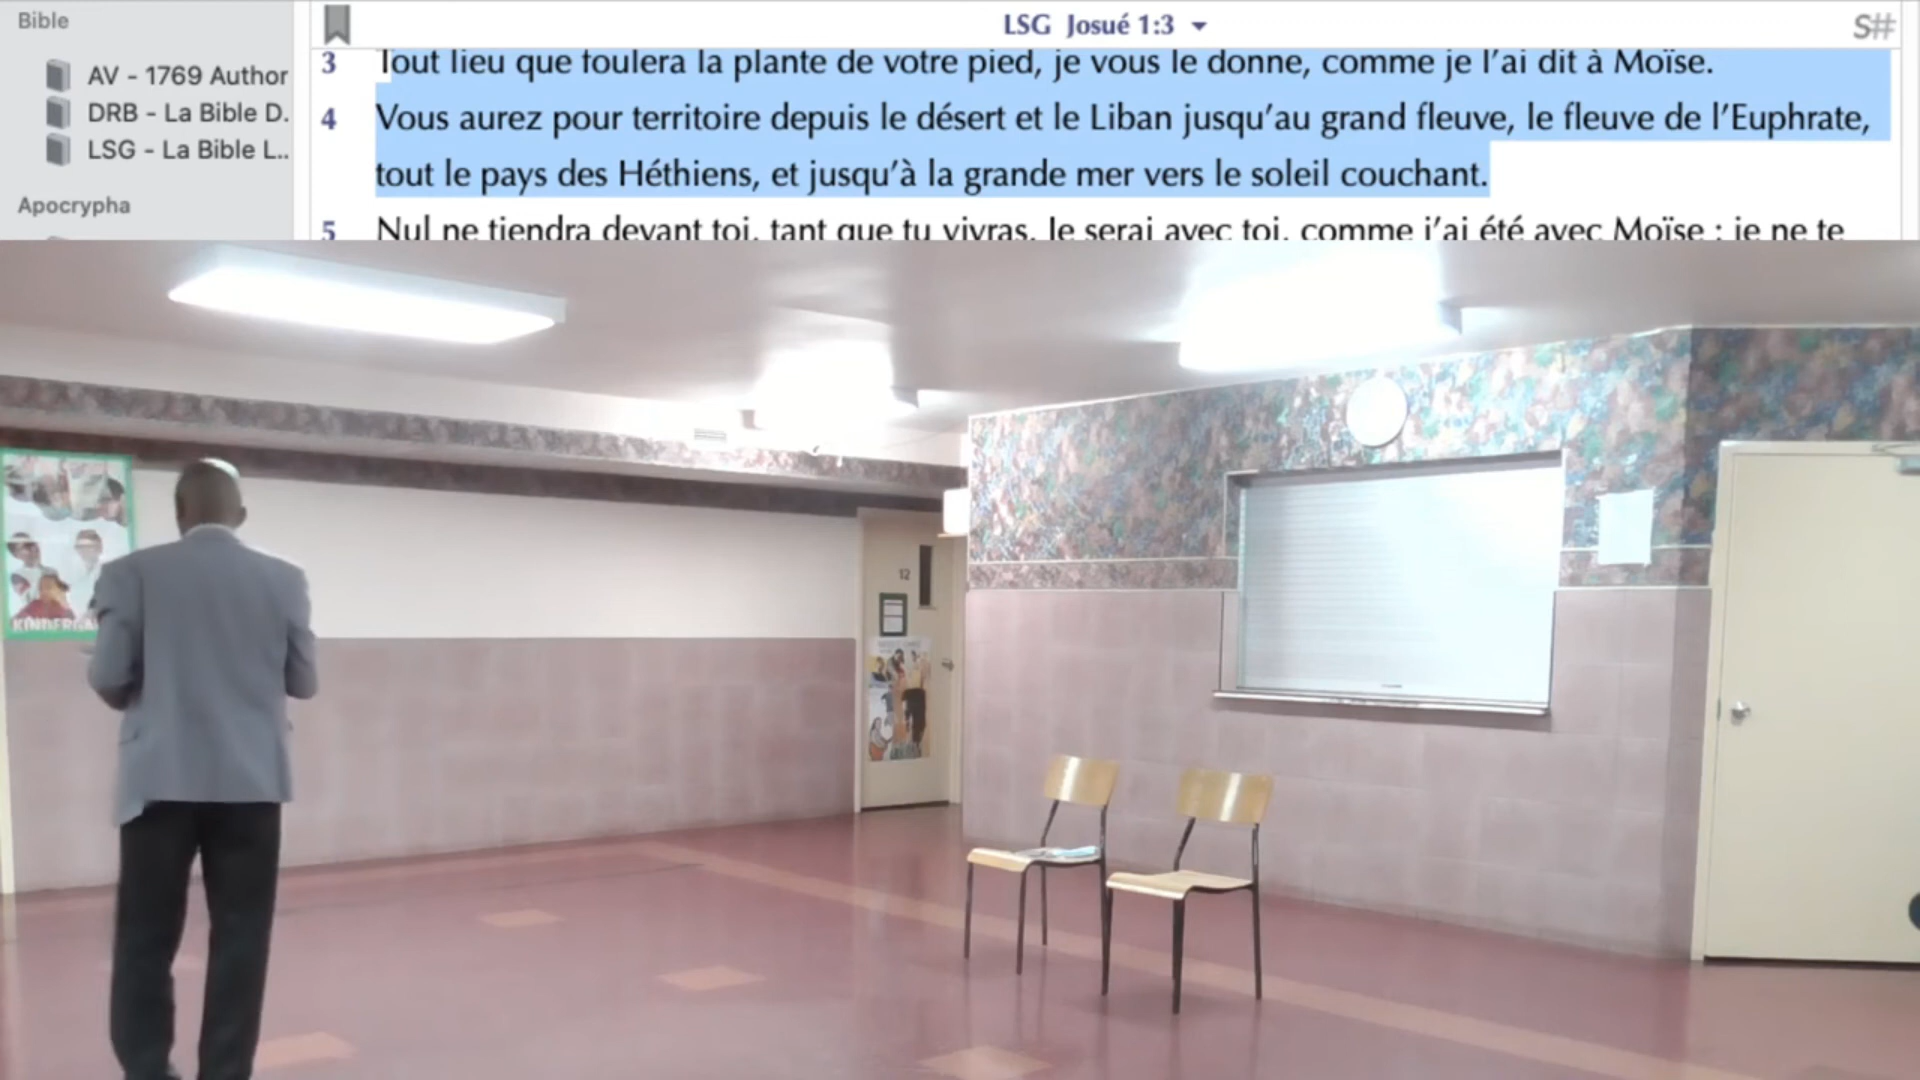 Bible
AV - 1769 Author
DRB - La Bible D.
LSG - La Bible L..
Apocrypha
LSG Josué 1:3
S#
3 Tout lieu que foulera la plante de votre pied, je vous le donne, comme je l’ai dit à Moïse.
4 Vous aurez pour territoire depuis le désert et le Liban jusqu’au grand fleuve, le fleuve de l’Euphrate,
tout le pays des Héthiens, et jusqu’à la grande mer vers le soleil couchant.
5 Nul ne tiendra devant toi, tant que tu vivras. Je serai avec toi, comme j’ai été avec Moïse ; je ne te
12